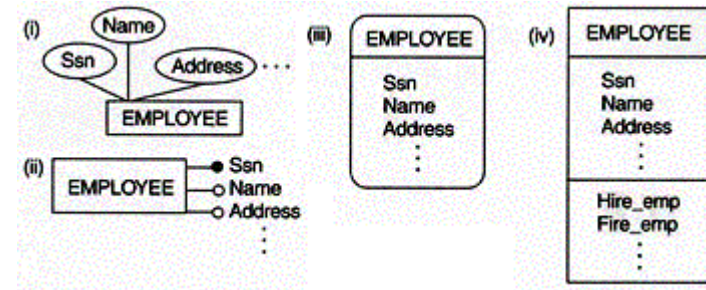 (i)
Name
Ssn
Address
EMPLOYEE
(ii)
EMPLOYEE
Ssn
Name
Address
(iii)
EMPLOYEE
Ssn
Name
Address
(iv)
EMPLOYEE
Ssn
Name
Address
Hire_emp
Fire_emp